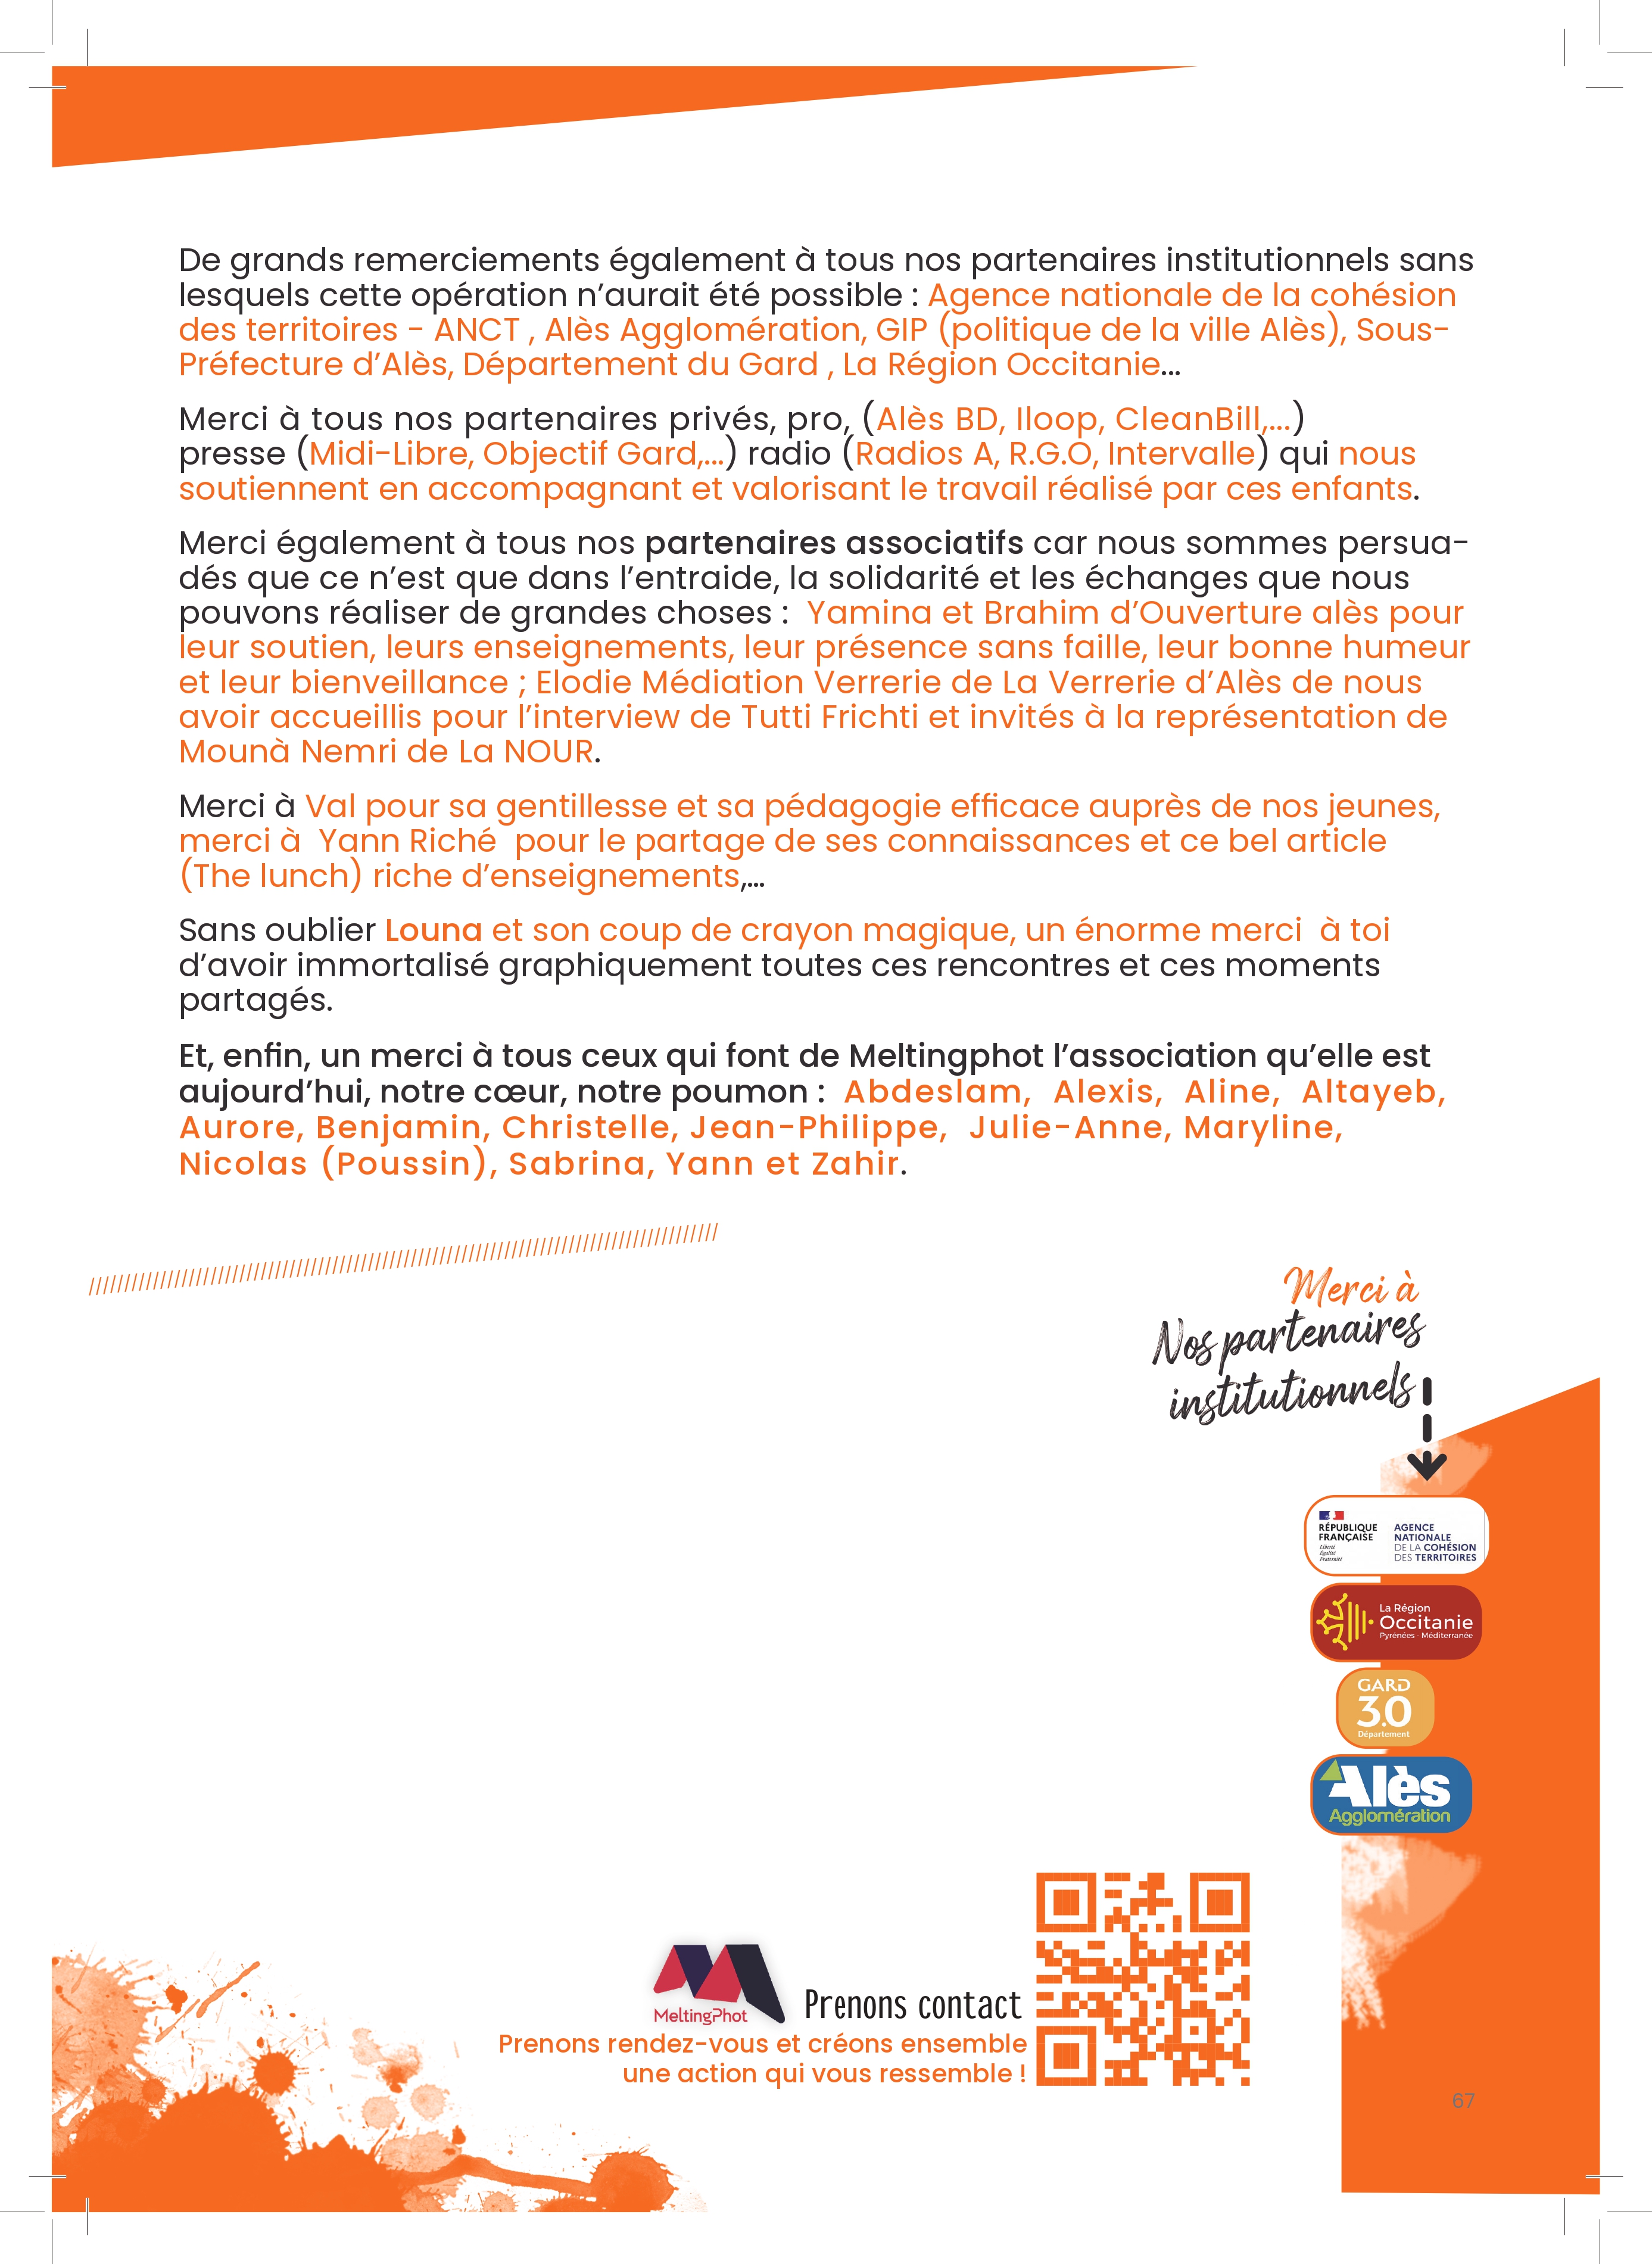 De grands remerciements également à tous nos partenaires institutionnels sans
lesquels cette opération n’aurait été possible : Agence nationale de la cohésion
des territoires - ANCT , Alès Agglomération, GIP (politique de la ville Alès), Sous-
Préfecture d’Alès, Département du Gard , La Région Occitanie...
Merci à tous nos partenaires privés, pro, (Alès BD, Iloop, CleanBill,...)
presse (Midi-Libre, Objectif Gard,...) radio (Radios A, R.G.O, Intervalle) qui nous
soutiennent en accompagnant et valorisant le travail réalisé par ces enfants.
Merci également à tous nos partenaires associatifs car nous sommes persua-
dés que ce n’est que dans l’entraide, la solidarité et les échanges que nous
pouvons réaliser de grandes choses :  Yamina et Brahim d’Ouverture alès pour
leur soutien, leurs enseignements, leur présence sans faille, leur bonne humeur
et leur bienveillance ; Elodie Médiation Verrerie de La Verrerie d’Alès de nous
avoir accueillis pour l’interview de Tutti Frichti et invités à la représentation de
Mounà Nemri de La NOUR.
Merci à Val pour sa gentillesse et sa pédagogie efficace auprès de nos jeunes,
merci à  Yann Riché  pour le partage de ses connaissances et ce bel article
(The lunch) riche d’enseignements,...
Sans oublier Louna et son coup de crayon magique, un énorme merci  à toi
d’avoir immortalisé graphiquement toutes ces rencontres et ces moments
partagés.
Et, enfin, un merci à tous ceux qui font de Meltingphot l’association qu’elle est
aujourd’hui, notre cœur, notre poumon :  Abdeslam,  Alexis,  Aline,  Altayeb,
Aurore, Benjamin, Christelle, Jean-Philippe,  Julie-Anne, Maryline,
Nicolas (Poussin), Sabrina, Yann et Zahir.
Merci à
Nos partenaires
institutionnels
RÉPUBLIQUE
FRANÇAISE
Liberté
Égalité
Fraternité
AGENCE
NATIONALE
DE LA COHÉSION
DES TERRITOIRES
La Région
Occitanie
Pyrénées - Méditerranée
GARD
3.0
Département
Alès
Agglomération
MeltingPhot
Prenons contact
Prenons rendez-vous et créons ensemble
une action qui vous ressemble !
67